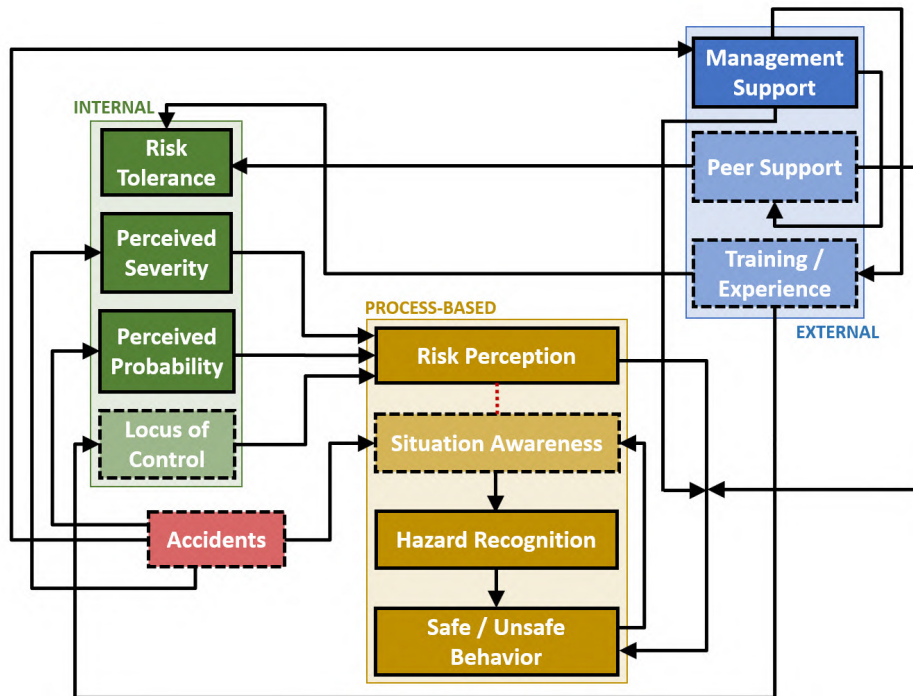 Management
Support
INTERNAL
Risk
Tolerance
Peer Support
Perceived
Severity
Training /
Experience
PROCESS-BASED
EXTERNAL
Perceived
Probability
Risk Perception
Locus of
Control
Situation Awareness
Accidents
Hazard Recognition
Safe / Unsafe
Behavior